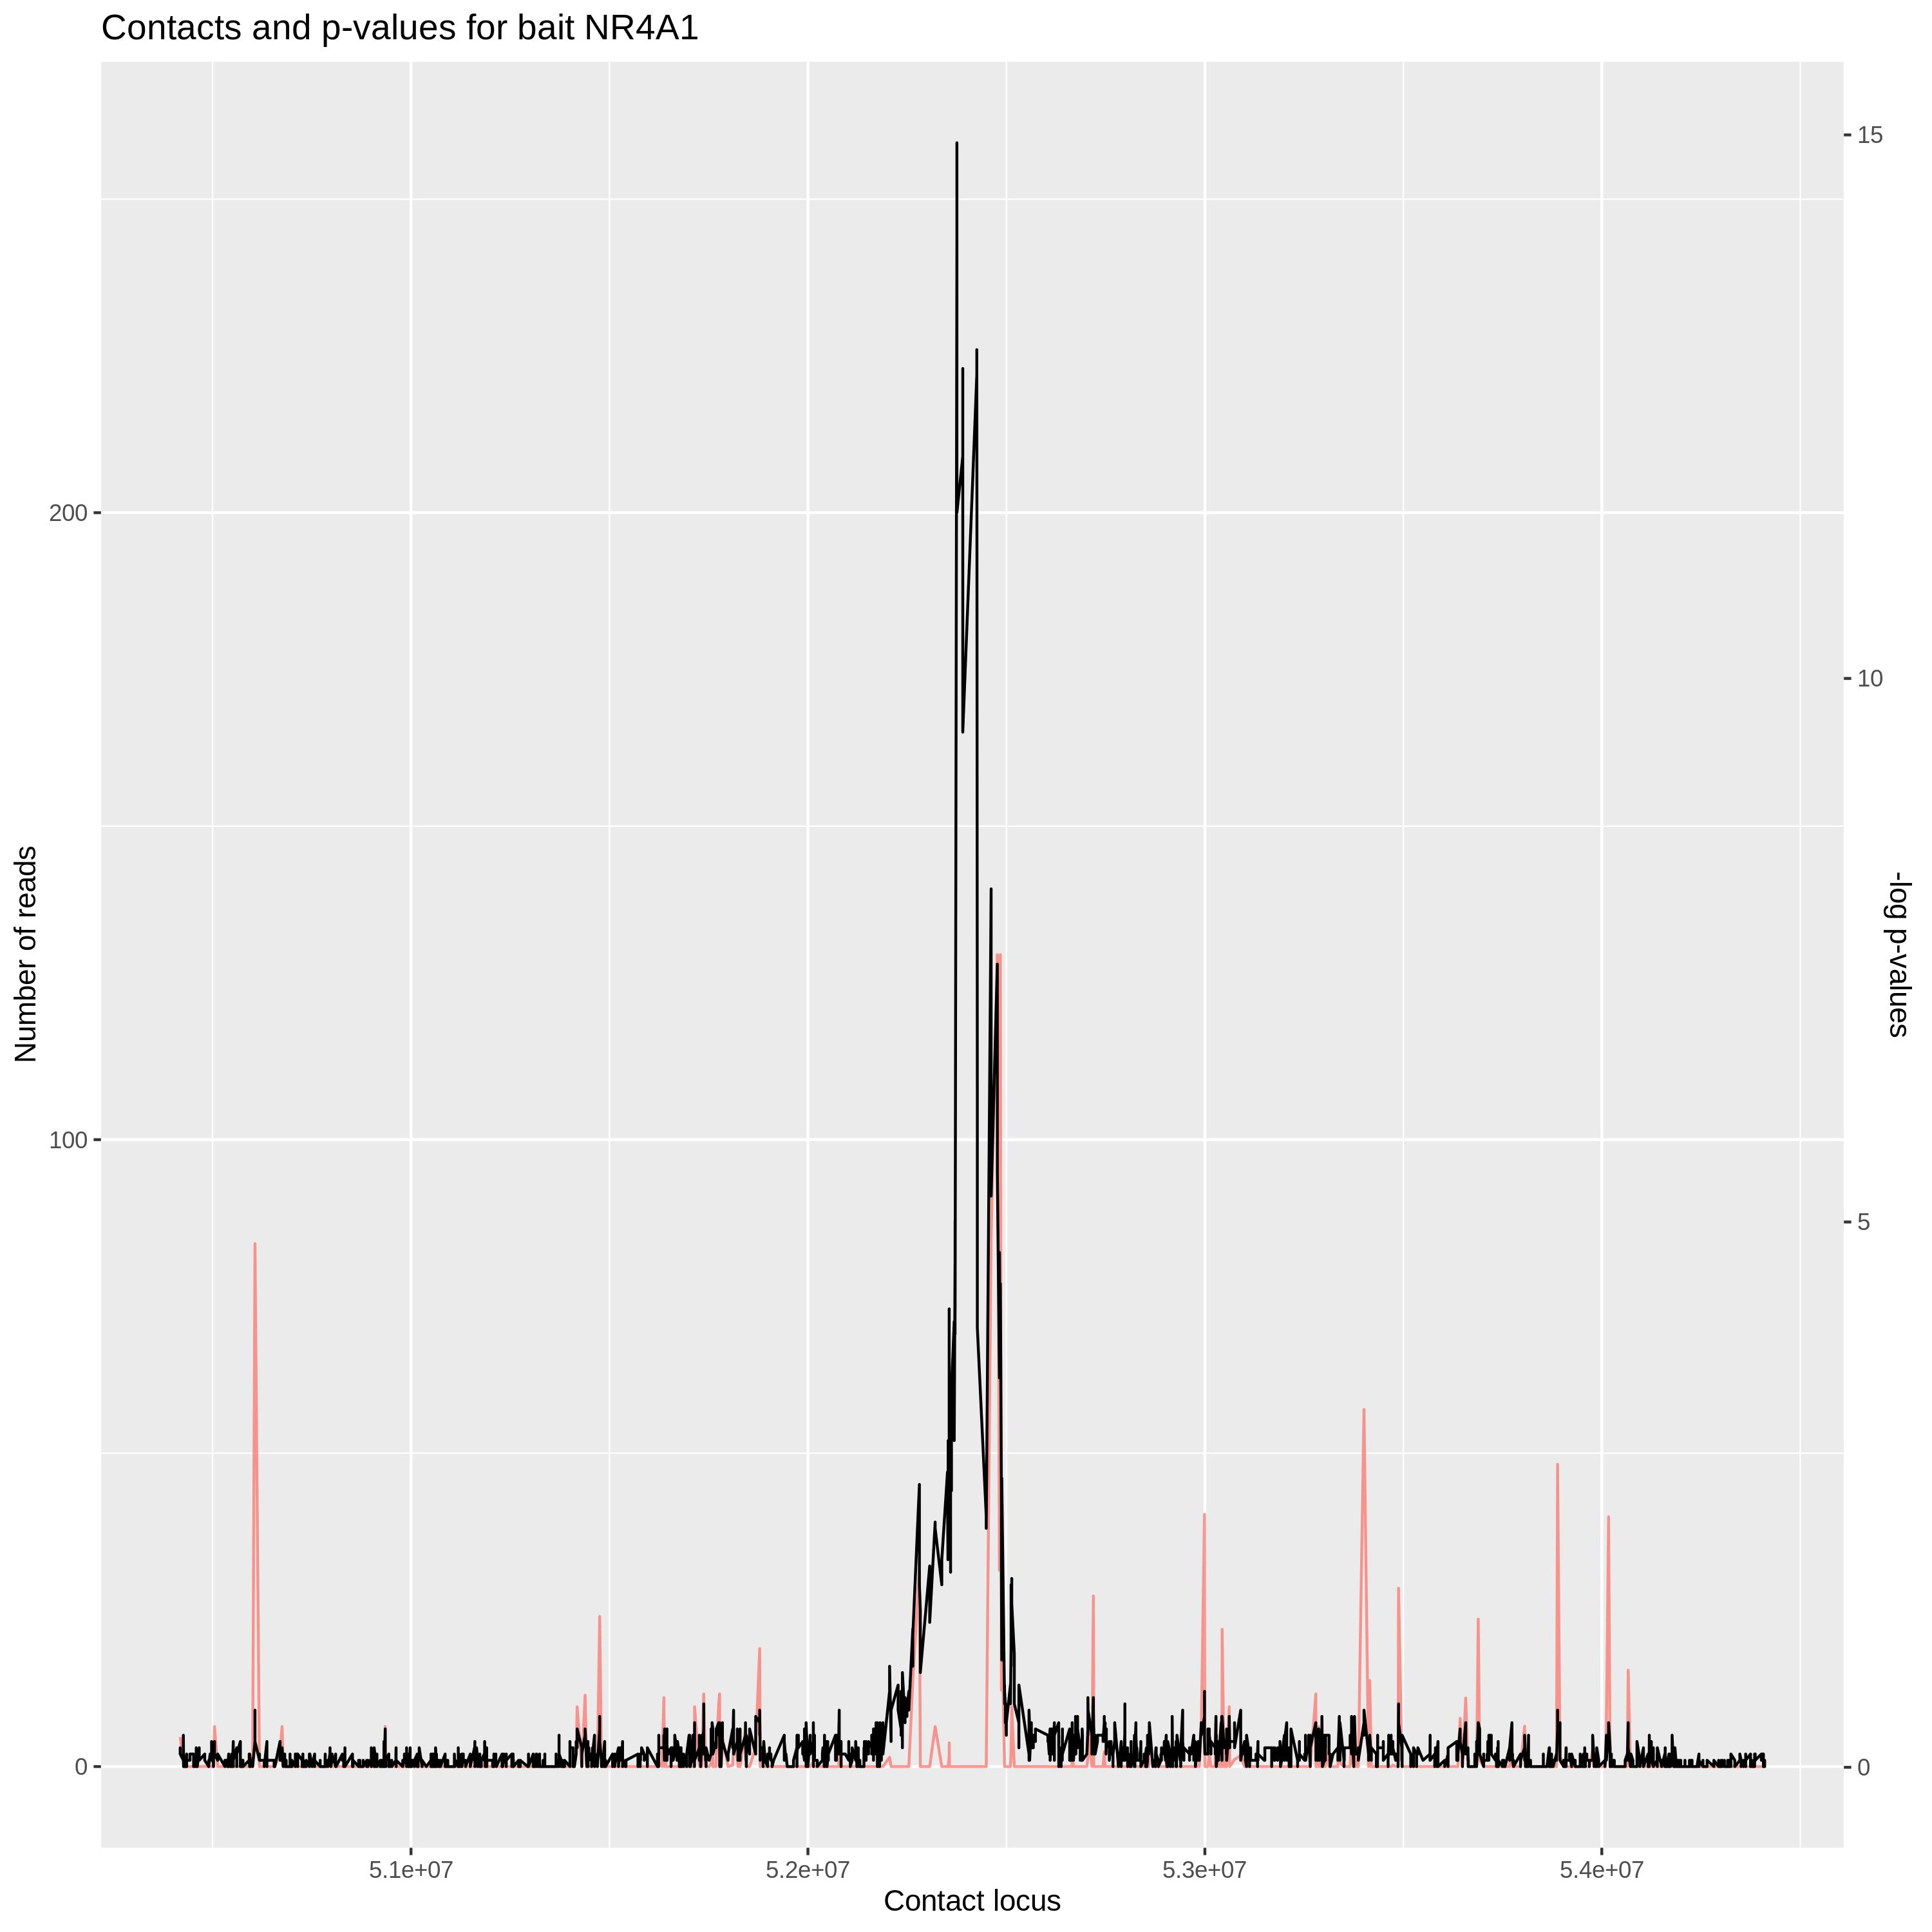 Contacts and p-values for bait NR4A1
15
200
10
Number of reads
-log p-values
5
100
0
0
5.1e+07
5.2e+07
5.3e+07
5.4e+07
Contact locus